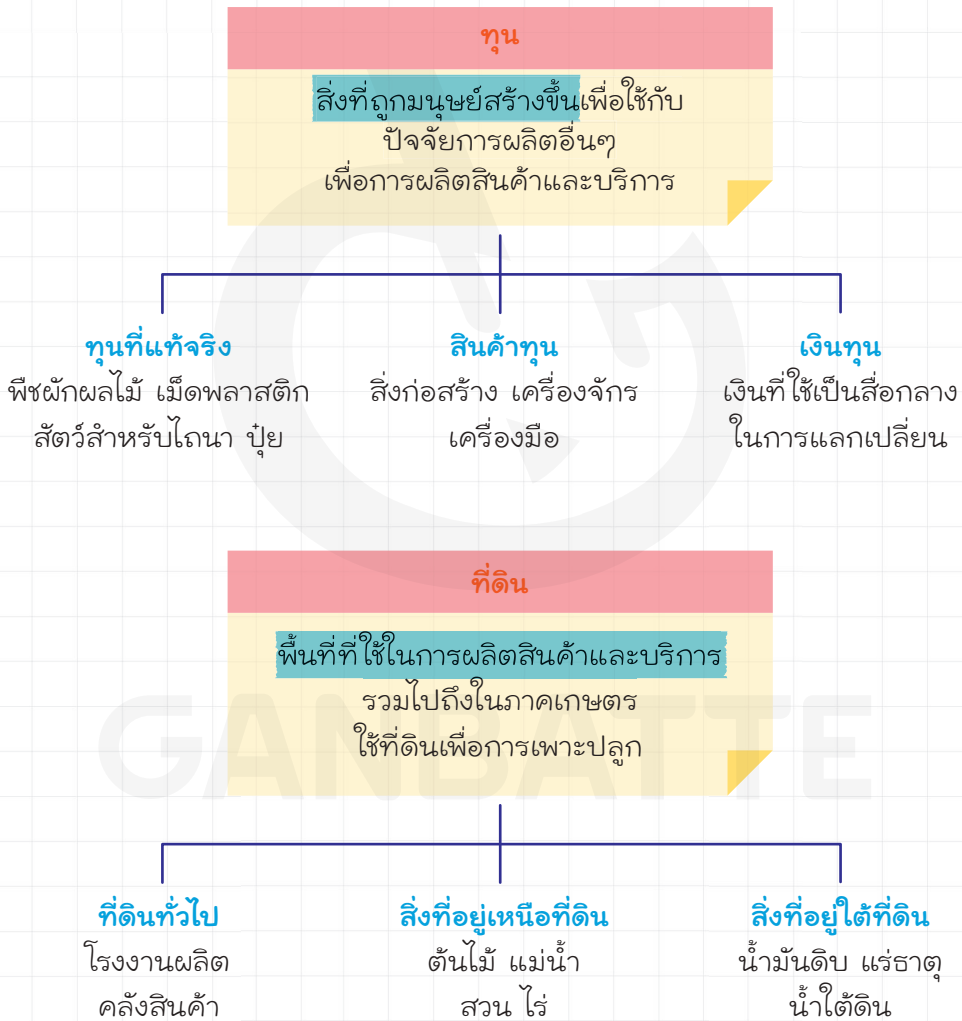 ทุน
สิ่งที่ถูกมนุษย์สร้างขึ้นเพื่อใช้กับ
ปัจจัยการผลิตอื่นๆ
เพื่อการผลิตสินค้าและบริการ
ทุนที่แท้จริง
พืชผักผลไม้ เม็ดพลาสติก
สัตว์สำหรับไถนา ปุ๋ย
สินค้าทุน
สิ่งก่อสร้าง เครื่องจักร
เครื่องมือ
เงินทุน
เงินที่ใช้เป็นสื่อกลาง
ในการแลกเปลี่ยน
ที่ดิน
พื้นที่ที่ใช้ในการผลิตสินค้าและบริการ
รวมไปถึงในภาคเกษตร
ใช้ที่ดินเพื่อการเพาะปลูก
GANBATTE
ที่ดินทั่วไป
โรงงานผลิต
คลังสินค้า
สิ่งที่อยู่เหนือที่ดิน
ต้นไม้ แม่น้ำ
สวน ไร่
สิ่งที่อยู่ใต้ที่ดิน
น้ำมันดิบ แร่ธาตุ
น้ำใต้ดิน